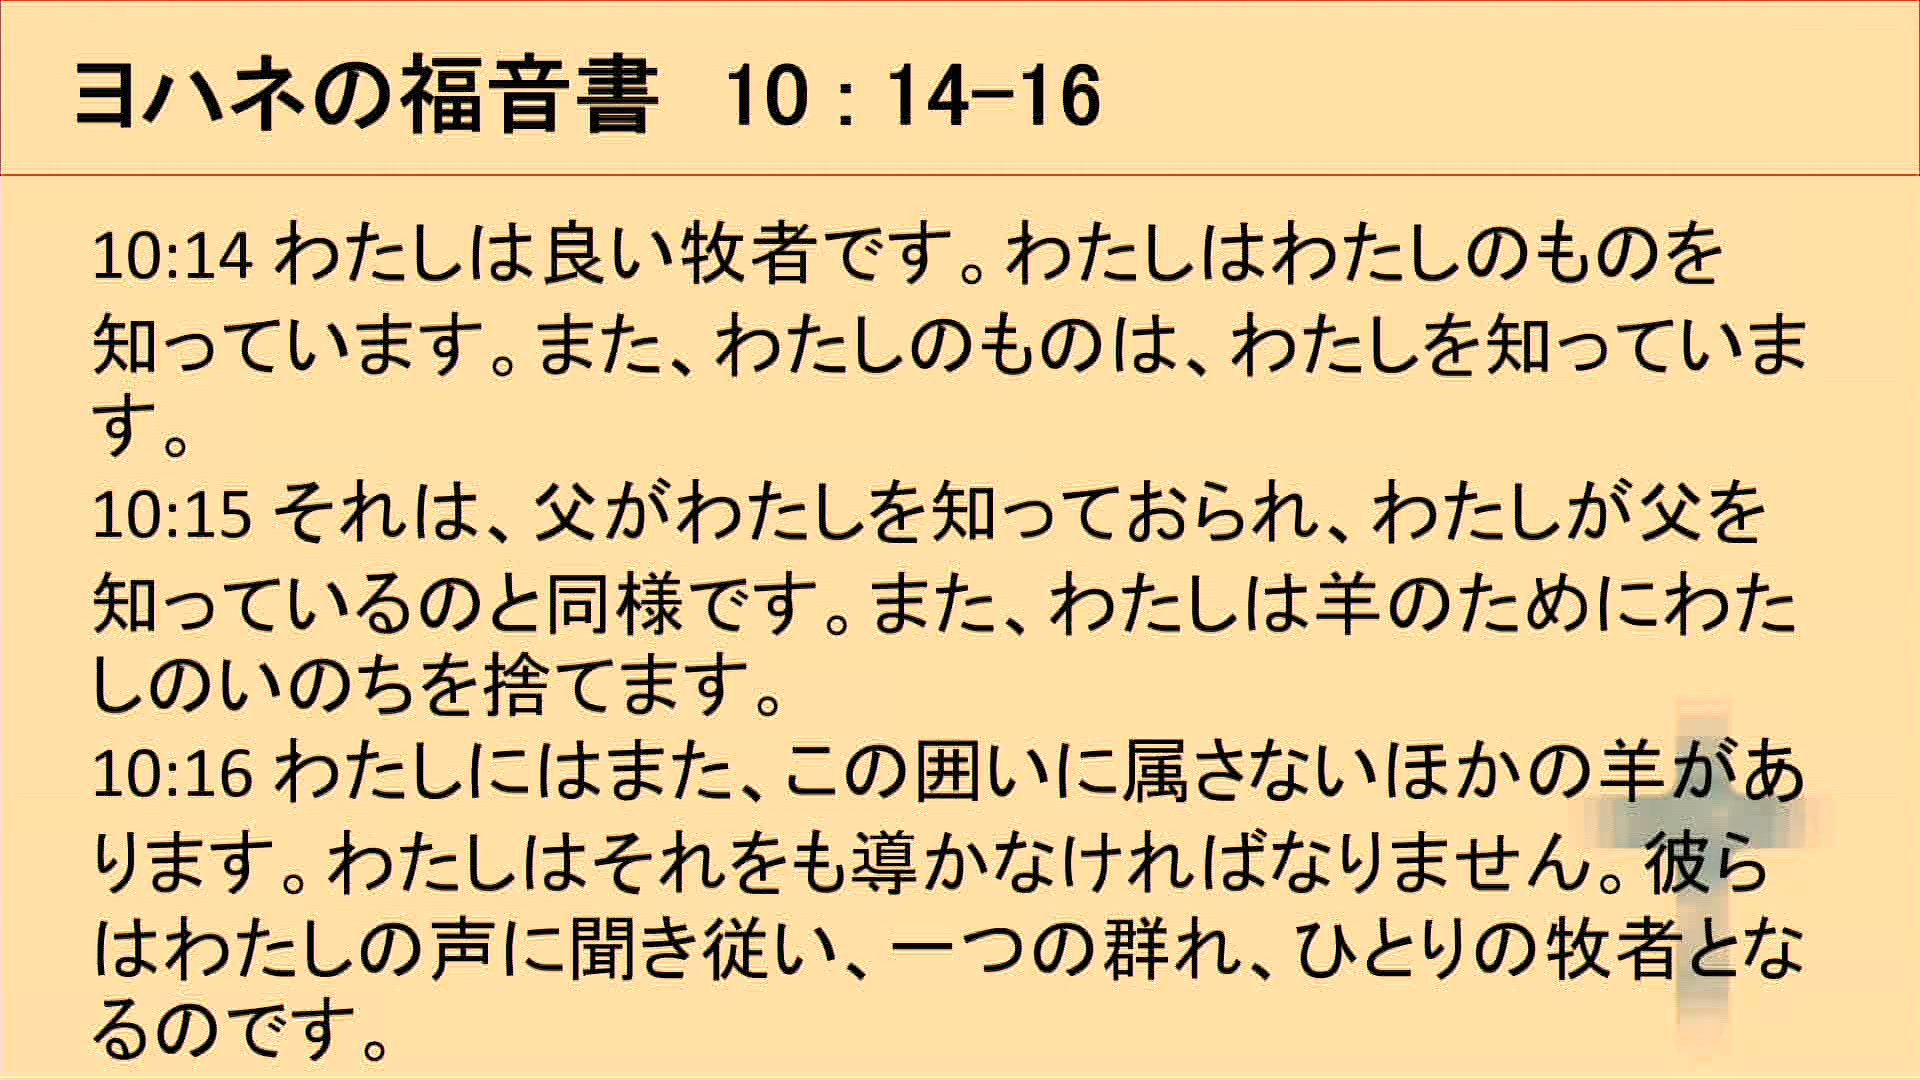 ヨハネの福音書　10：14−16
10:14 わたしは良い牧者です。わたしはわたしのものを
知っています。また、わたしのものは、わたしを知っていま
す。
10:15 それは、父がわたしを知っておられ、わたしが父を
知っているのと同様です。また、わたしは羊のためにわた
しのいのちを捨てます。
10:16 わたしにはまた、この囲いに属さないほかの羊があ
ります。わたしはそれをも導かなければなりません。彼ら
はわたしの声に聞き従い、一つの群れ、ひとりの牧者とな
るのです。